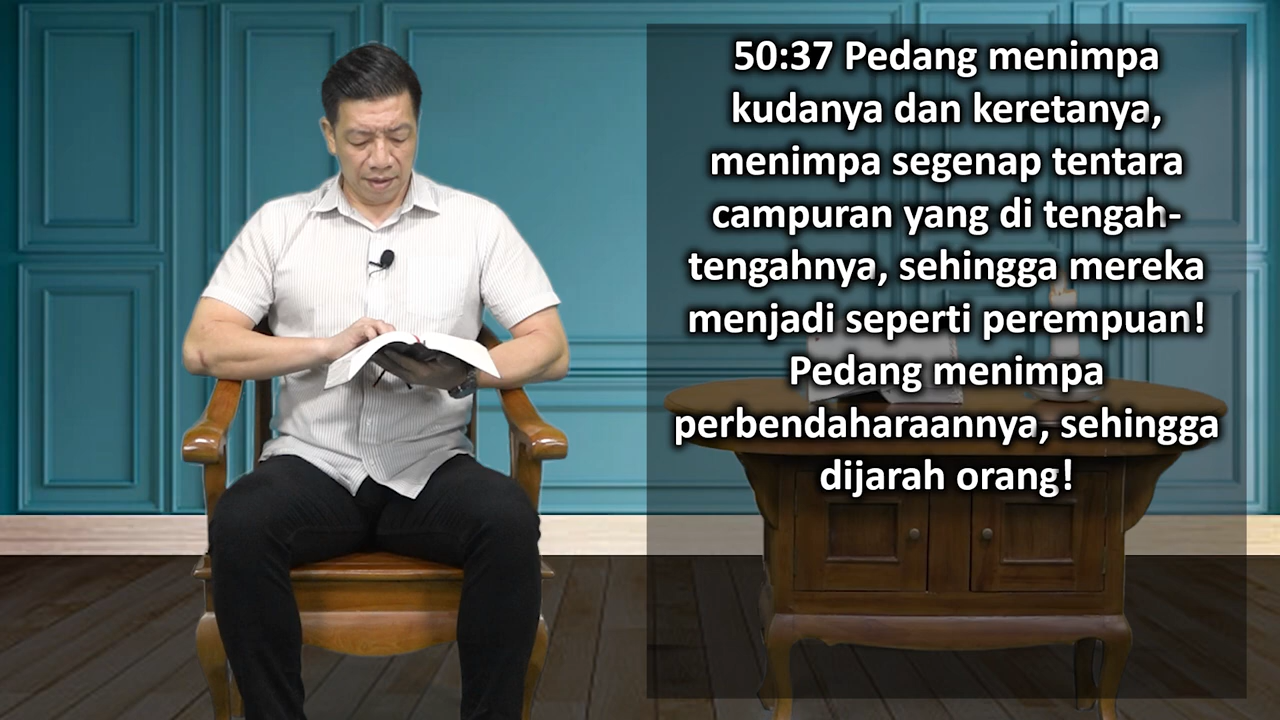 50:37 Pedang menimpa
kudanya dan keretanya,
menimpa segenap tentara
campuran yang di tengah-
tengahnya, sehingga mereka
menjadi seperti perempuan!
Pedang menimpa
perbendaharaannya, sehingga
dijarah orang!